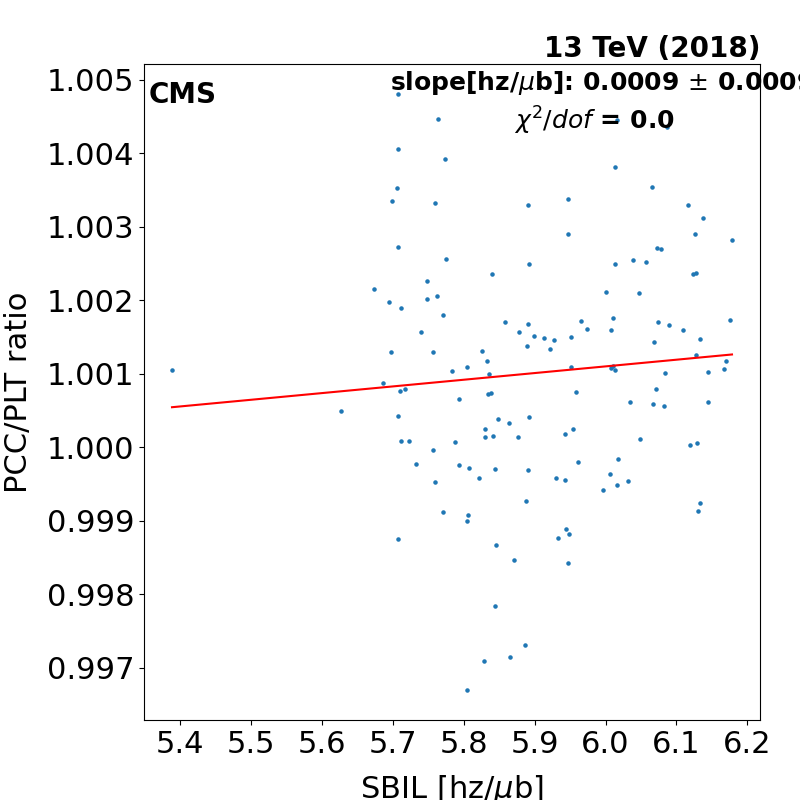 13 TeV (2018)
CMS
slope[hz/μb]: 0.0009 ± 0.0009
χ²/dof = 0.0
PCC/PLT ratio
1.005
1.004
1.003
1.002
1.001
1.000
0.999
0.998
0.997
5.4 5.5 5.6 5.7 5.8 5.9 6.0 6.1 6.2
SBIL [hz/μb]